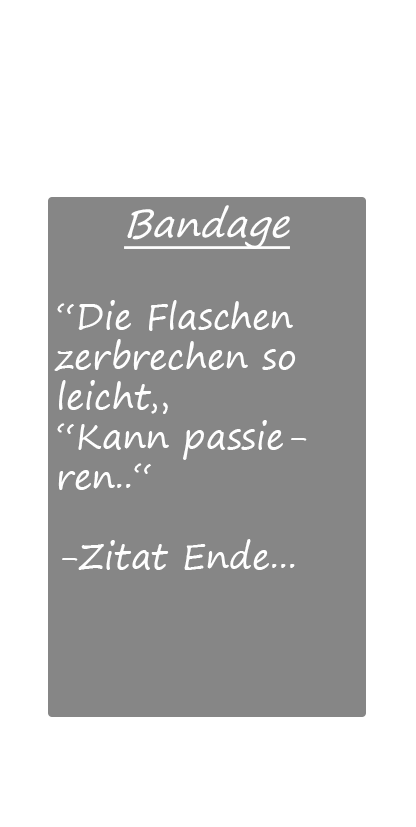 Bandage
“Die Flaschen
zerbrechen so
leicht,,
“Kann passie-
ren..“
-Zitat Ende...